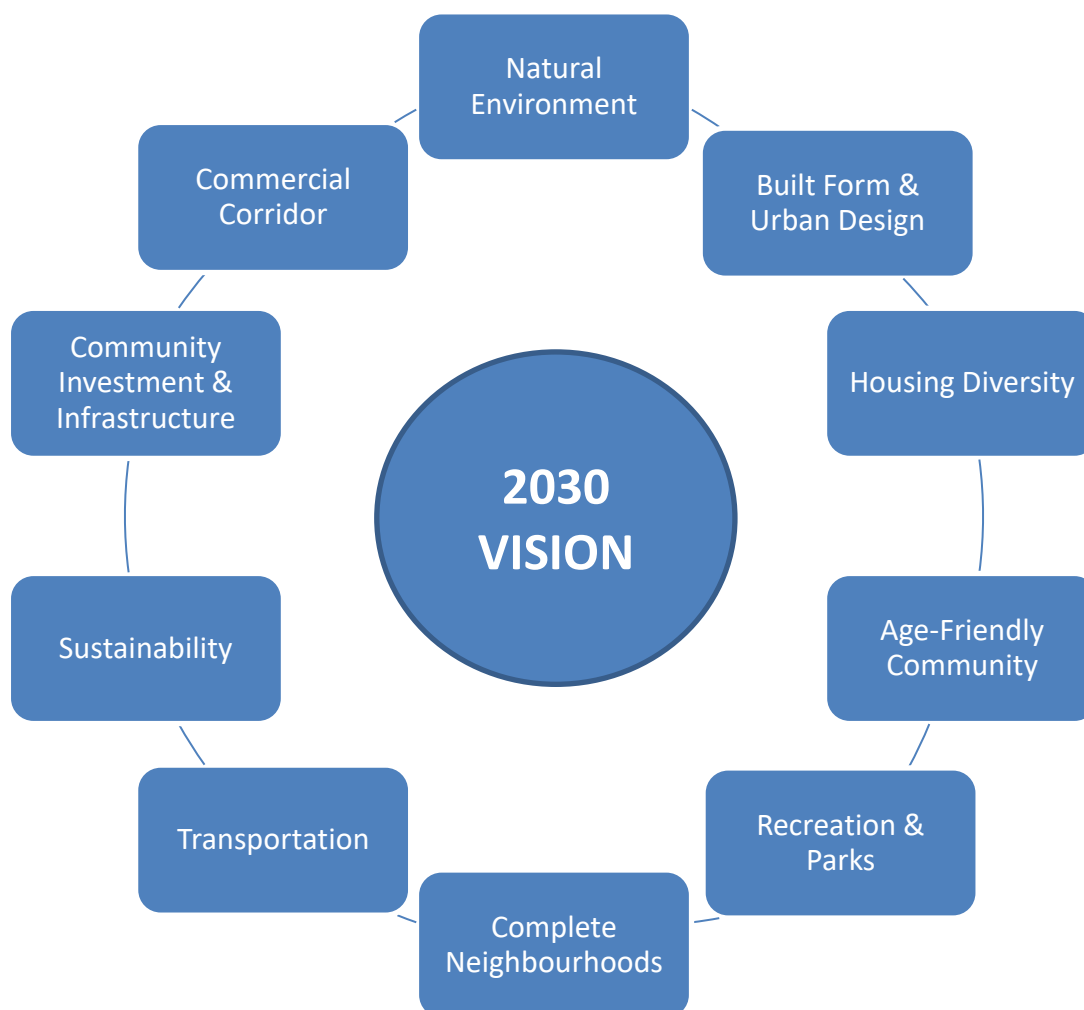 Natural
Environment
Commercial
Corridor
Built Form &
Urban Design
Community
Investment &
Infrastructure
Housing Diversity
2030
VISION
Sustainability
Age-Friendly
Community
Transportation
Recreation &
Parks
Complete
Neighbourhoods